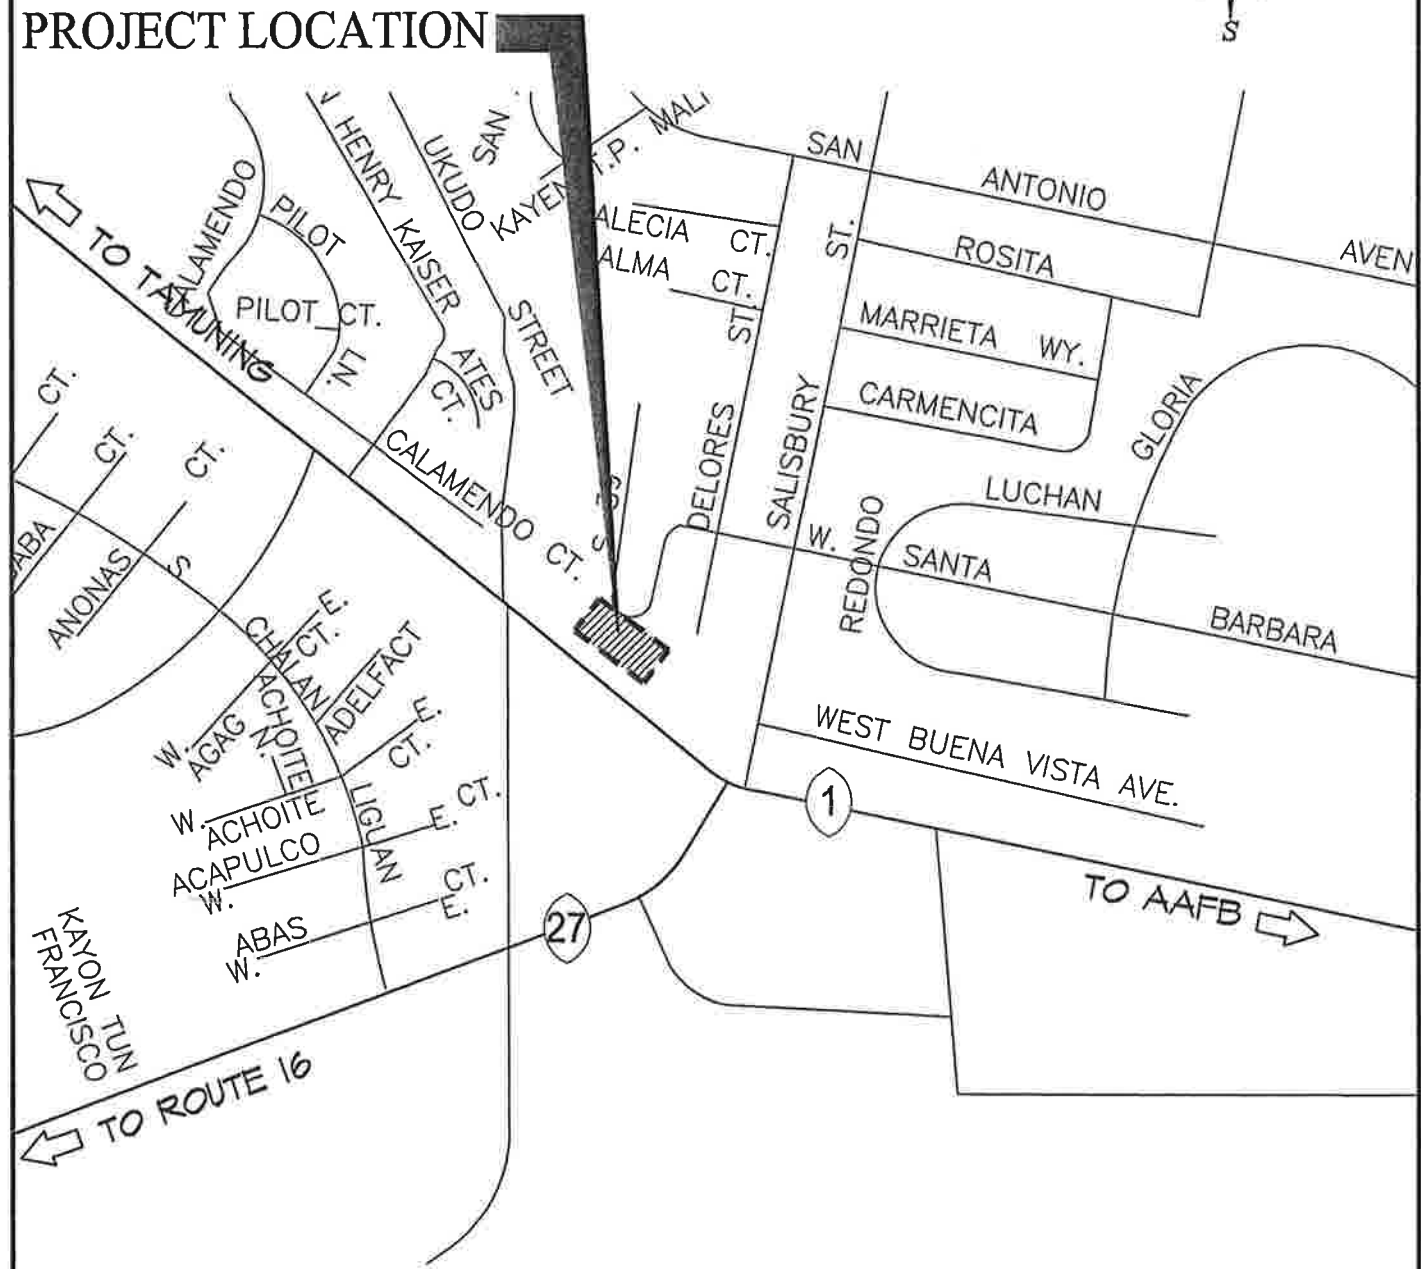 PROJECT LOCATION
S
SAN ANTONIO AVEN
HENRY KAISER
UKUDO STREET
SAN
KAYEN T.P. MALI
CALAMENDO
PILOT LN.
PILOT CT.
TO TAMUNING
ALECIA CT.
ALMA CT.
ROSITA
MARRIETA WY.
CARMENCITA
GLORIA
DELORES ST.
SALISBURY ST.
ATES CT.
CALAMENDO CT.
LUCHAN
REDONDO
W. SANTA BARBARA
CT.
CT.
CT.
ANONAS
S
CHALAN LIGUAN
E.
CT.
W. AGAG
ADELFACT
N. ACHOITE
E.
CT.
W. ACHOITE
ACAPULCO
W.
E. CT.
ABAS
W.
E. CT.
WEST BUENA VISTA AVE.
1
TO AAFB
27
KAYON TUN
FRANCISCO
TO ROUTE 16